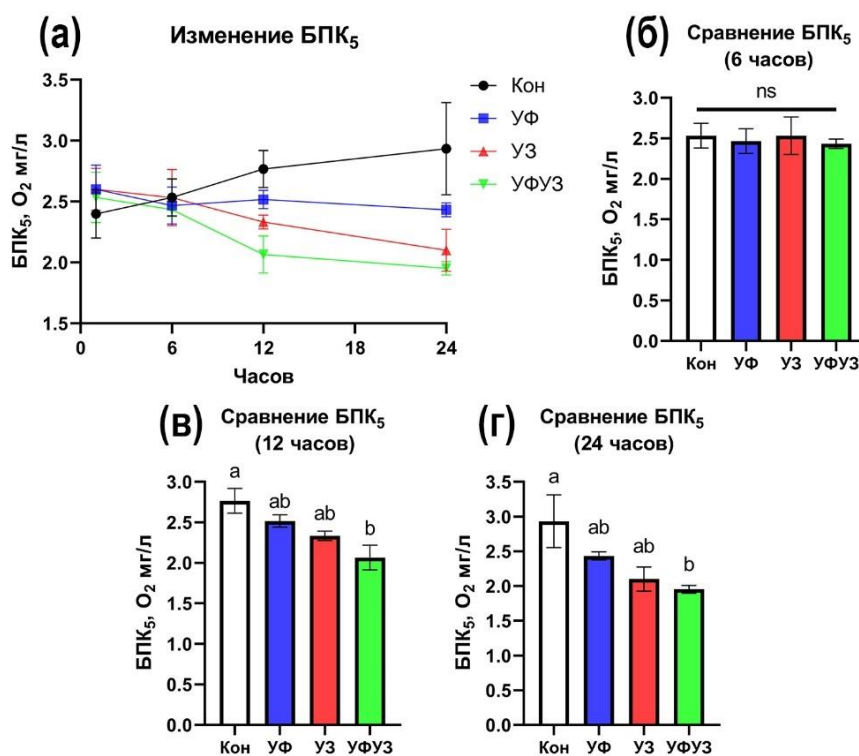 (а)
Изменение БПК₅
БПК₅, O₂ мг/л
3.5
3.0
2.5
2.0
1.5
0
6
12
18
24
Часов
Кон
УФ
УЗ
УФУЗ
(б)
Сравнение БПК₅
(6 часов)
ns
БПК₅, O₂ мг/л
3.0
2.5
2.0
1.5
1.0
0.5
0.0
Кон
УФ
УЗ
УФУЗ
(в)
Сравнение БПК₅
(12 часов)
a
ab
ab
b
БПК₅, O₂ мг/л
3.0
2.5
2.0
1.5
1.0
0.5
0.0
Кон
УФ
УЗ
УФУЗ
(г)
Сравнение БПК₅
(24 часов)
a
ab
ab
b
БПК₅, O₂ мг/л
3.5
3.0
2.5
2.0
1.5
1.0
0.5
0.0
Кон
УФ
УЗ
УФУЗ